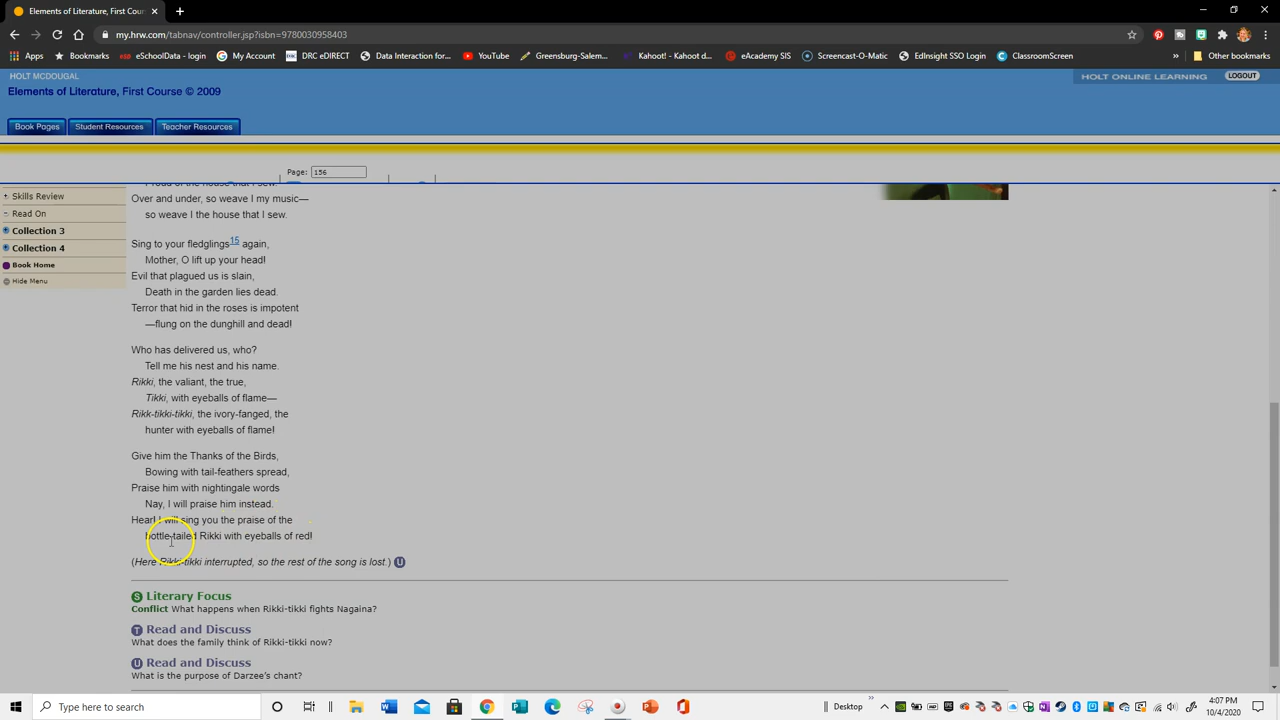 Elements of Literature, First Cours
my.hrw.com/tabnav/controller.jsp?isbn=9780030958403
Apps
Bookmarks
eSchoolData - login
My Account
DRC eDIRECT
Data Interaction for...
YouTube
Greensburg-Salem...
Kahoot! - Kahoot d...
eAcademy SIS
Screencast-O-Matic
EdInsight SSO Login
ClassroomScreen
Other bookmarks
HOLT MCDOUGAL
HOLT ONLINE LEARNING
LOGOUT
Elements of Literature, First Course © 2009
Book Pages
Student Resources
Teacher Resources
Page: 156
Skills Review
Read On
Collection 3
Collection 4
Book Home
Hide Menu
Proud of the house that I sew.
Over and under, so weave I my music—
so weave I the house that I sew.
Sing to your fledglings15 again,
Mother, O lift up your head!
Evil that plagued us is slain,
Death in the garden lies dead.
Terror that hid in the roses is impotent
—flung on the dunghill and dead!
Who has delivered us, who?
Tell me his nest and his name.
Rikki, the valiant, the true,
Tikki, with eyeballs of flame—
Rikk-tikki-tikki, the ivory-fanged, the
hunter with eyeballs of flame!
Give him the Thanks of the Birds,
Bowing with tail-feathers spread,
Praise him with nightingale words
Nay, I will praise him instead.
Hear! I will sing you the praise of the
bottle-tailed Rikki with eyeballs of red!
(Here Rikki-tikki interrupted, so the rest of the song is lost.) U
S Literary Focus
Conflict What happens when Rikki-tikki fights Nagaina?
T Read and Discuss
What does the family think of Rikki-tikki now?
U Read and Discuss
What is the purpose of Darzee's chant?
Type here to search
Desktop
4:07 PM
10/4/2020